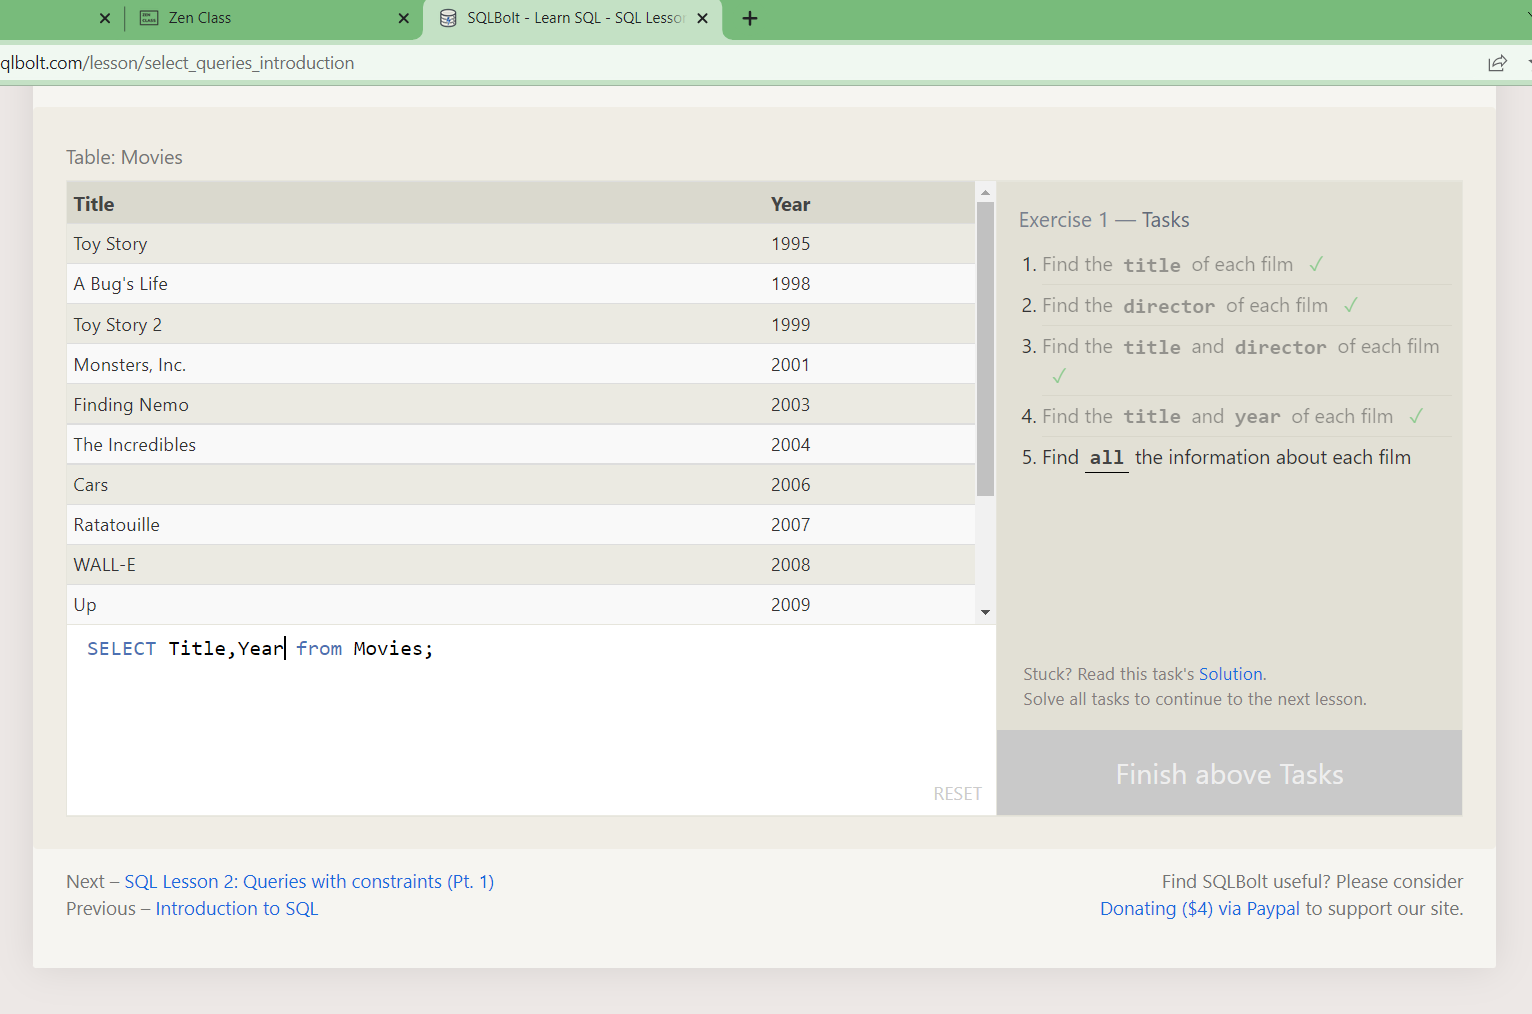 Zen Class
SQLBolt - Learn SQL - SQL Lesso
qlbolt.com/lesson/select_queries_introduction
Table: Movies
Title Year
Toy Story 1995
A Bug's Life 1998
Toy Story 2 1999
Monsters, Inc. 2001
Finding Nemo 2003
The Incredibles 2004
Cars 2006
Ratatouille 2007
WALL-E 2008
Up 2009
SELECT Title,Year from Movies;
RESET
Exercise 1 — Tasks
1. Find the title of each film ✓
2. Find the director of each film ✓
3. Find the title and director of each film
✓
4. Find the title and year of each film ✓
5. Find all the information about each film
Stuck? Read this task's Solution.
Solve all tasks to continue to the next lesson.
Finish above Tasks
Next – SQL Lesson 2: Queries with constraints (Pt. 1)
Previous – Introduction to SQL
Find SQLBolt useful? Please consider
Donating ($4) via Paypal to support our site.